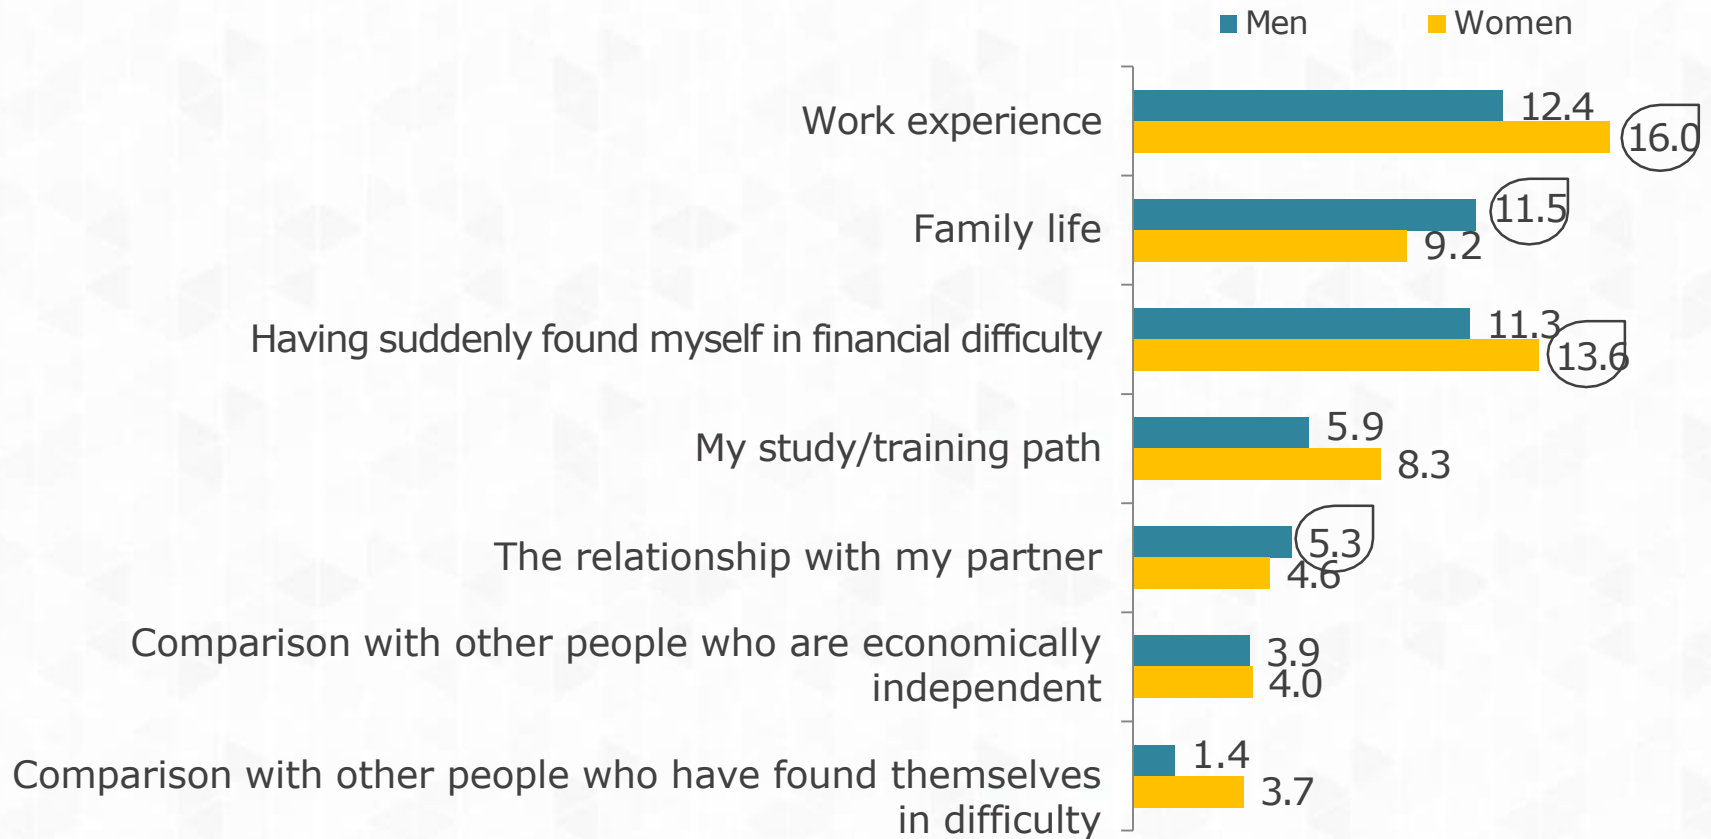 Men Women
Work experience
12.4
16.0
Family life
11.5
9.2
Having suddenly found myself in financial difficulty
11.3
13.6
My study/training path
5.9
8.3
The relationship with my partner
5.3
4.6
Comparison with other people who are economically
independent
3.9
4.0
Comparison with other people who have found themselves
in difficulty
1.4
3.7